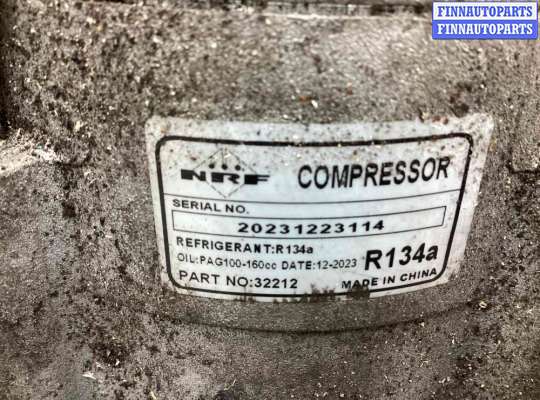 FINNAUTOPARTS
FINNAUTOPARTS
NRF COMPRESSOR
SERIAL NO.
20231223114
REFRIGERANT:R134a
OIL:PAG100-160cc DATE:12-2023 R134a
PART NO:32212 MADE IN CHINA